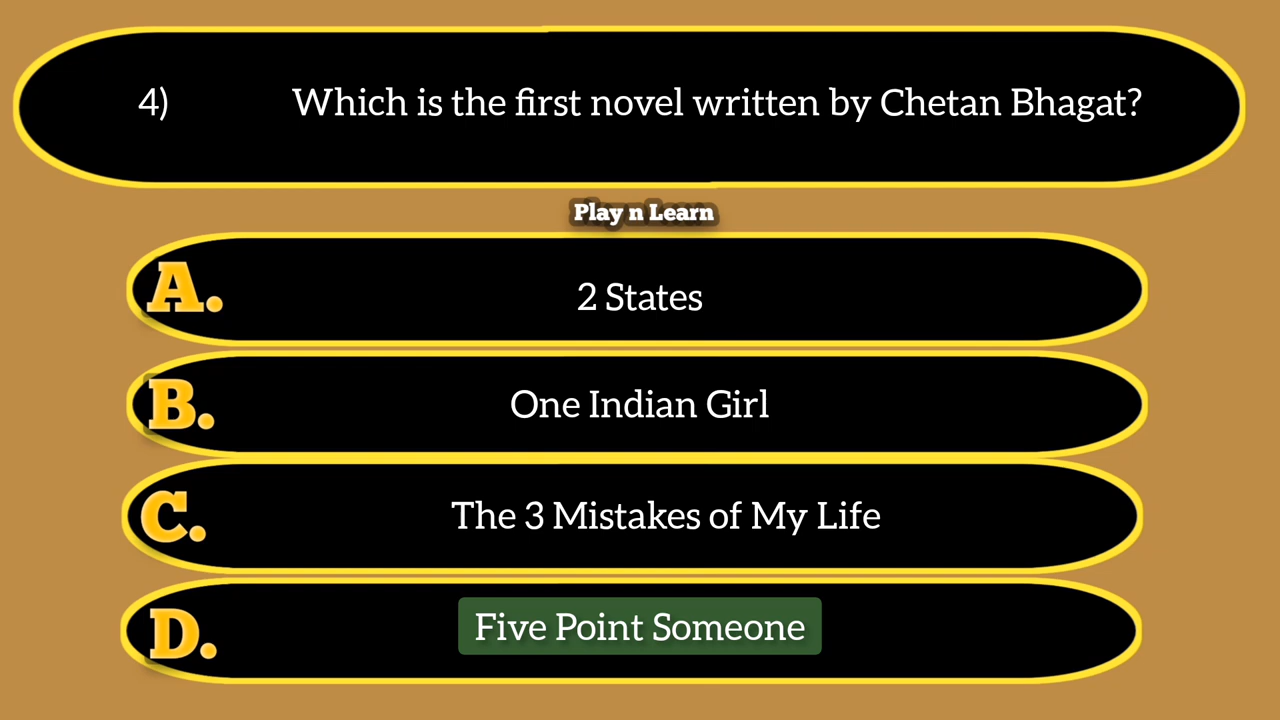 4) Which is the first novel written by Chetan Bhagat?
Play n Learn
A. 2 States
B. One Indian Girl
C. The 3 Mistakes of My Life
D. Five Point Someone